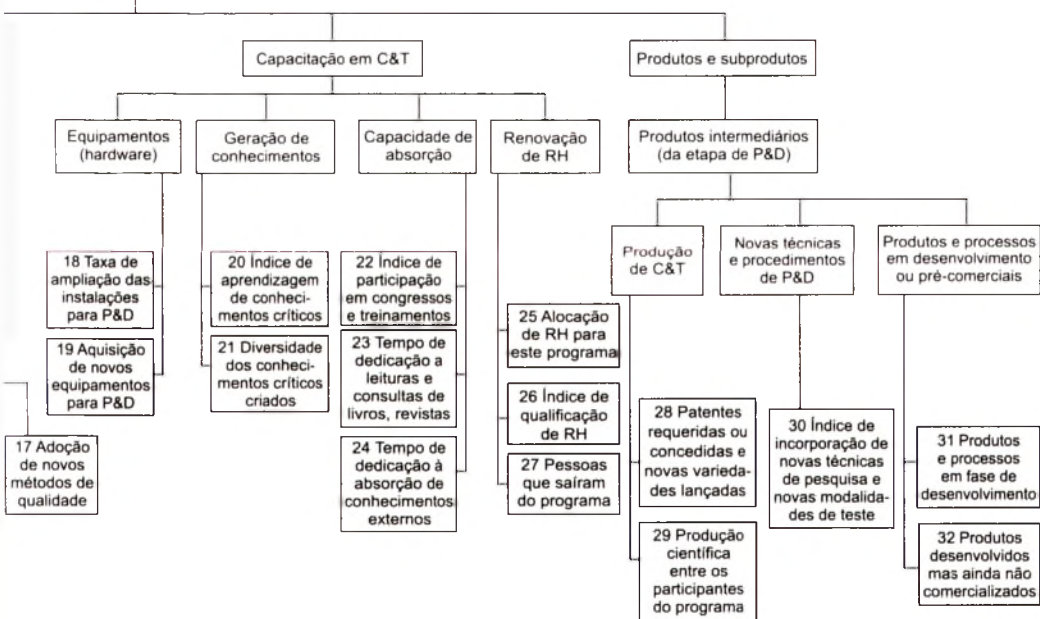 Capacitação em C&T
Produtos e subprodutos
Equipamentos
(hardware)
Geração de
conhecimentos
Capacidade de
absorção
Renovação
de RH
Produtos intermediários
(da etapa de P&D)
Produção
de C&T
Novas técnicas
e procedimentos
de P&D
Produtos e processos
em desenvolvimento
ou pré-comerciais
18 Taxa de
ampliação das
instalações
para P&D
19 Aquisição
de novos
equipamentos
para P&D
17 Adoção
de novos
métodos de
qualidade
20 Índice de
aprendizagem
de conheci-
mentos críticos
21 Diversidade
dos conheci-
mentos críticos
criados
22 Índice de
participação
em congressos
e treinamentos
23 Tempo de
dedicação a
leituras e
consultas de
livros, revistas
24 Tempo de
dedicação à
absorção de
conhecimentos
externos
25 Alocação
de RH para
este programa
26 Índice de
qualificação
de RH
27 Pessoas
que saíram
do programa
28 Patentes
requeridas ou
concedidas e
novas varieda-
des lançadas
29 Produção
científica
entre os
participantes
do programa
30 Índice de
incorporação de
novas técnicas
de pesquisa e
novas modalida-
des de teste
31 Produtos
e processos
em fase de
desenvolvimento
32 Produtos
desenvolvidos
mas ainda não
comercializados